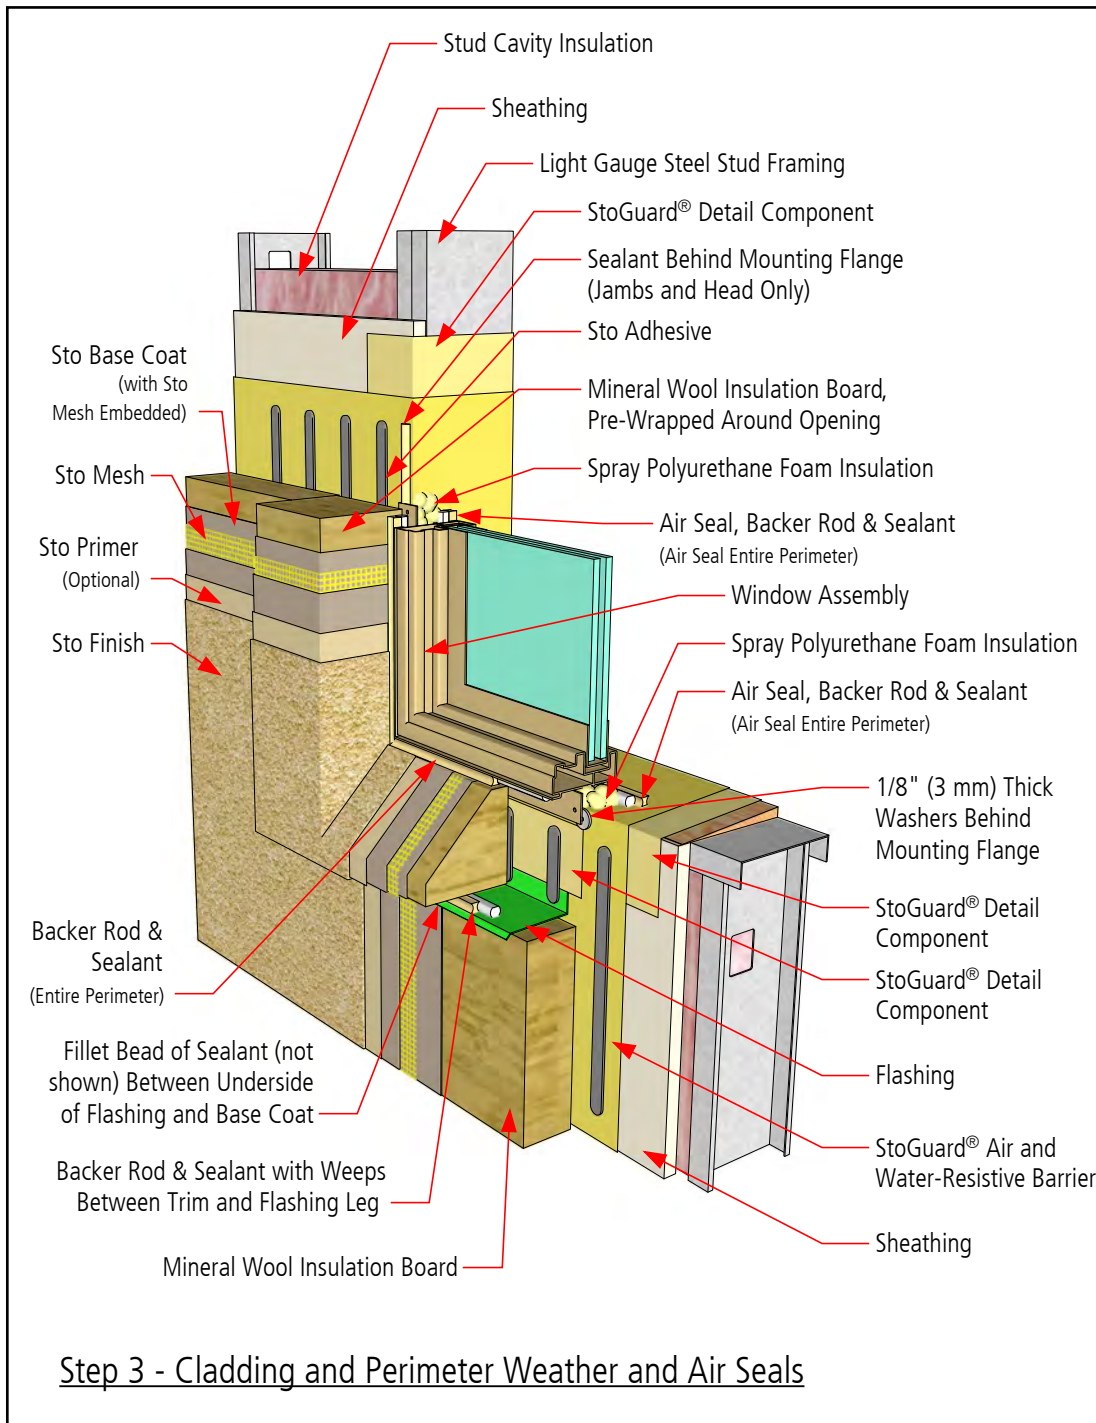 Stud Cavity Insulation
Sheathing
Light Gauge Steel Stud Framing
StoGuard® Detail Component
Sealant Behind Mounting Flange
(Jambs and Head Only)
Sto Adhesive
Mineral Wool Insulation Board,
Pre-Wrapped Around Opening
Spray Polyurethane Foam Insulation
Air Seal, Backer Rod & Sealant
(Air Seal Entire Perimeter)
Window Assembly
Spray Polyurethane Foam Insulation
Air Seal, Backer Rod & Sealant
(Air Seal Entire Perimeter)
1/8" (3 mm) Thick
Washers Behind
Mounting Flange
StoGuard® Detail
Component
StoGuard® Detail
Component
Flashing
StoGuard® Air and
Water-Resistive Barrier
Sheathing
Sto Base Coat
(with Sto
Mesh Embedded)
Sto Mesh
Sto Primer
(Optional)
Sto Finish
Backer Rod &
Sealant
(Entire Perimeter)
Fillet Bead of Sealant (not
shown) Between Underside
of Flashing and Base Coat
Backer Rod & Sealant with Weeps
Between Trim and Flashing Leg
Mineral Wool Insulation Board
Step 3 - Cladding and Perimeter Weather and Air Seals